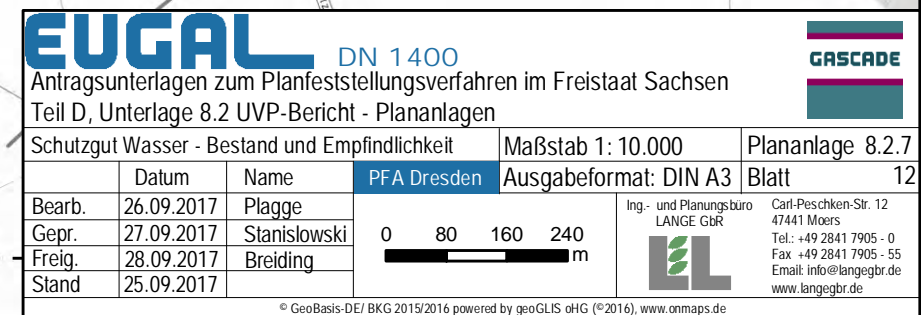 EUGAL DN 1400
GASCADE
Antragsunterlagen zum Planfeststellungsverfahren im Freistaat Sachsen
Teil D, Unterlage 8.2 UVP-Bericht - Plananlagen
Schutzgut Wasser - Bestand und Empfindlichkeit Maßstab 1: 10.000 Plananlage 8.2.7
Datum Name PFA Dresden Ausgabeformat: DIN A3 Blatt 12
Bearb. 26.09.2017 Plagge
Gepr. 27.09.2017 Stanislowski
Freig. 28.09.2017 Breiding
Stand 25.09.2017
0 80 160 240
m
Ing.- und Planungsbüro
LANGE GbR
Carl-Peschken-Str. 12
47441 Moers
Tel.: +49 2841 7905 - 0
Fax +49 2841 7905 - 55
Email: info@langegbr.de
www.langegbr.de
© GeoBasis-DE/ BKG 2015/2016 powered by geoGLIS oHG (©2016), www.onmaps.de